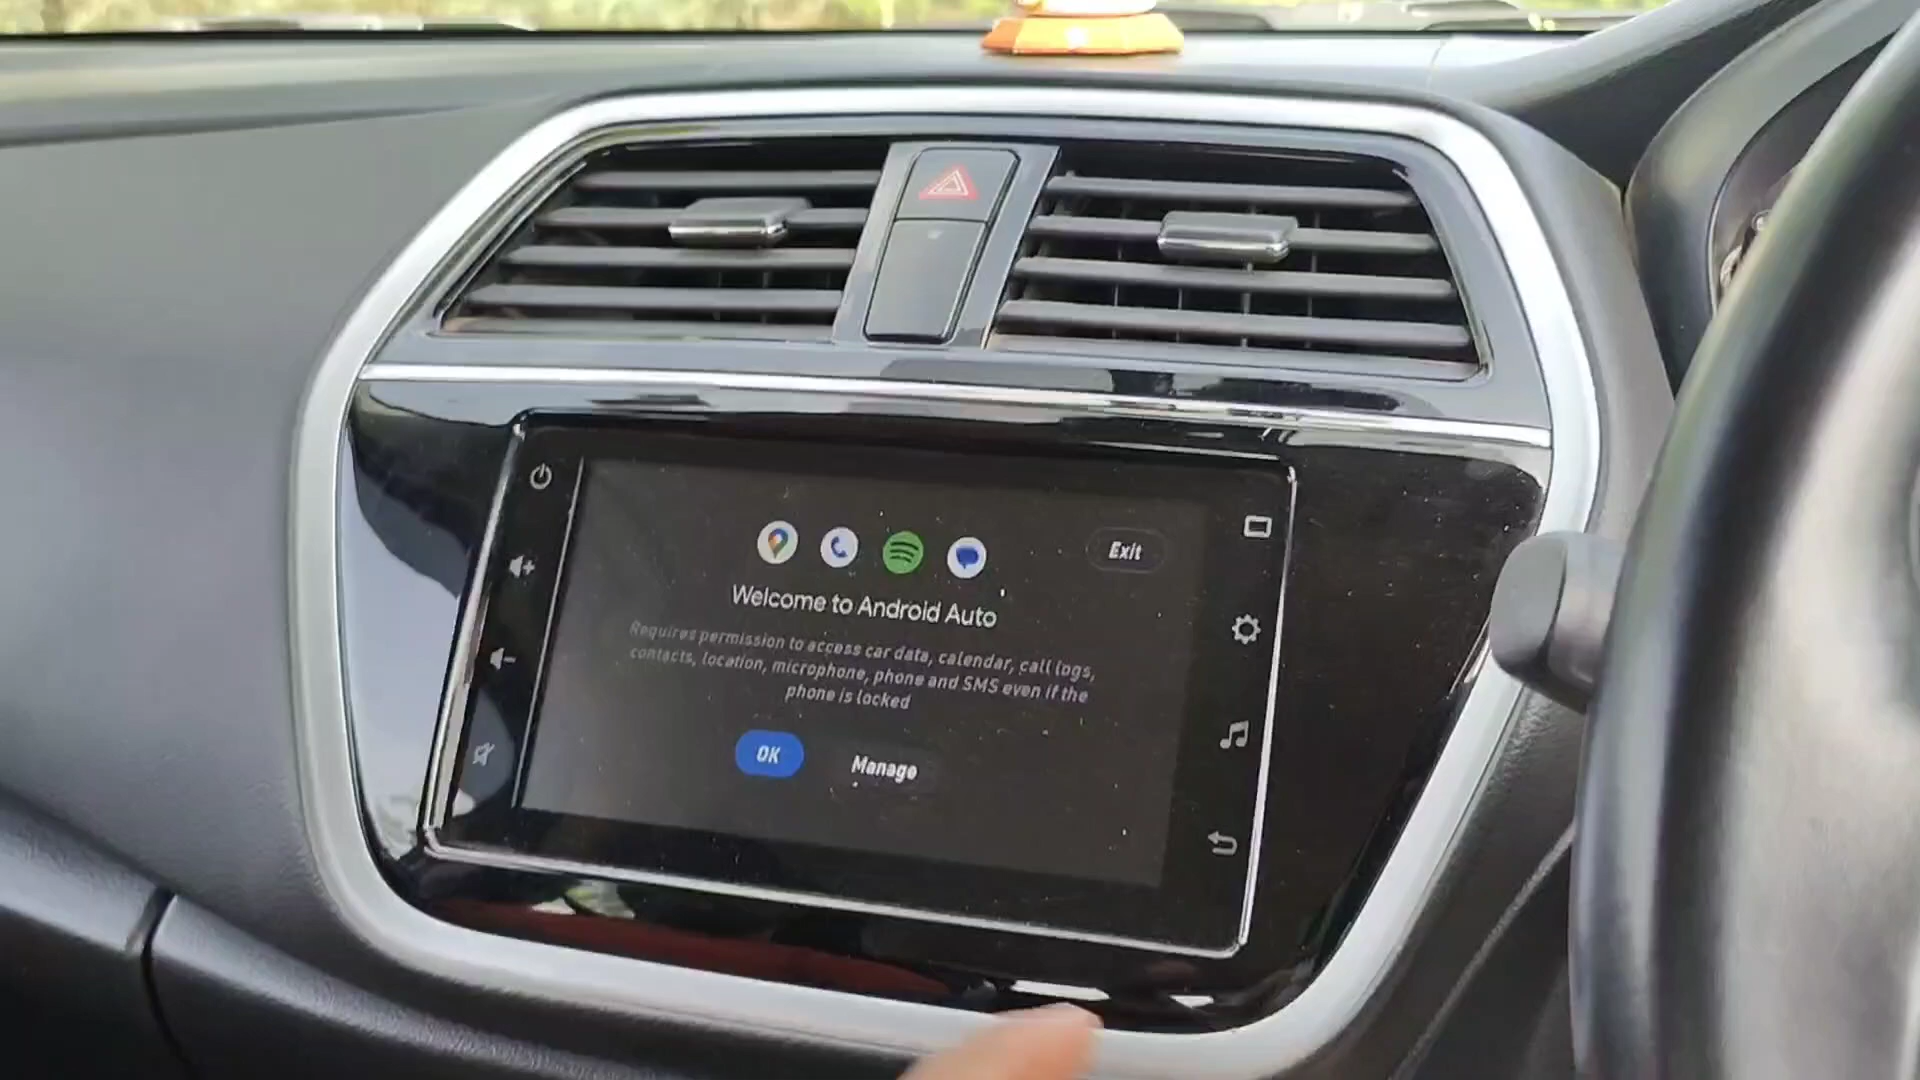 Exit
Welcome to Android Auto
Requires permission to access car data, calendar, call logs,
contacts, location, microphone, phone and SMS even if the
phone is locked
OK
Manage